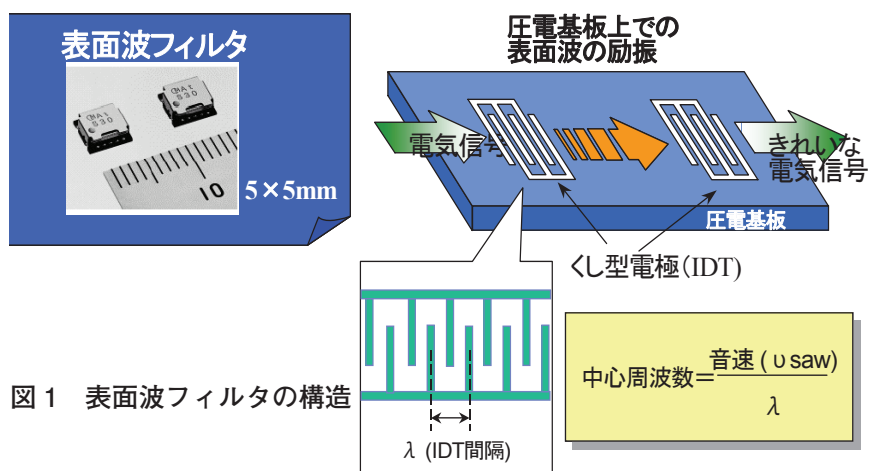 表面波フィルタ
10
5×5mm
圧電基板上での
表面波の励振
電気信号
きれいな
電気信号
圧電基板
くし型電極(IDT)
λ (IDT間隔)
中心周波数=音速(υsaw)
λ
図1 表面波フィルタの構造